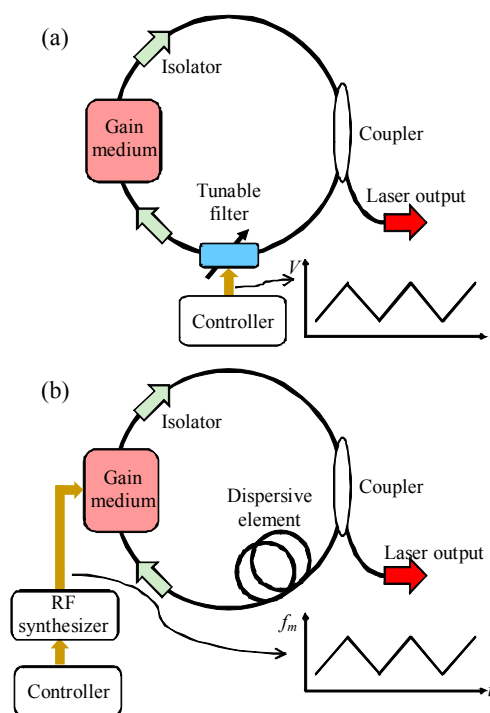 (a)
Isolator
Gain
medium
Coupler
Tunable
filter
Laser output
V
Controller
(b)
Isolator
Gain
medium
Coupler
Dispersive
element
Laser output
RF
synthesizer
fm
Controller